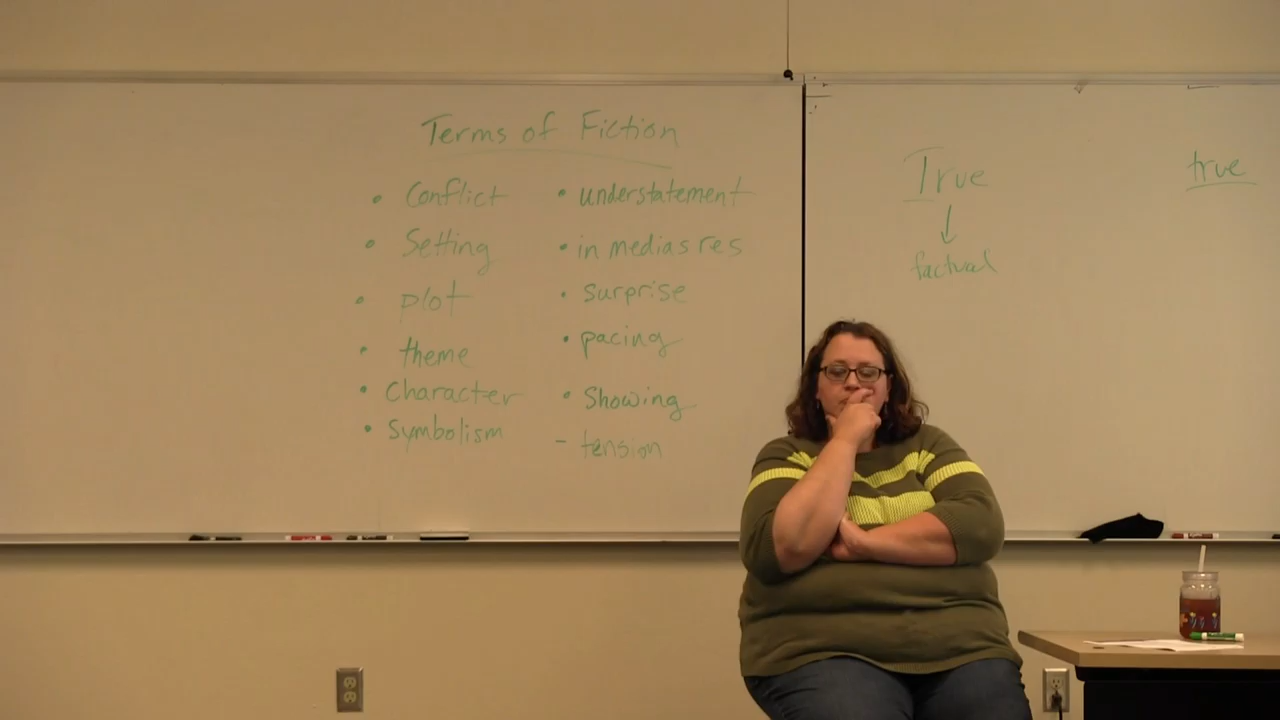 Terms of Fiction
• Conflict
• Setting
• plot
• theme
• Character
• Symbolism
• understatement
• in medias res
• Surprise
• pacing
• Showing
- tension
True
↓
factual
true